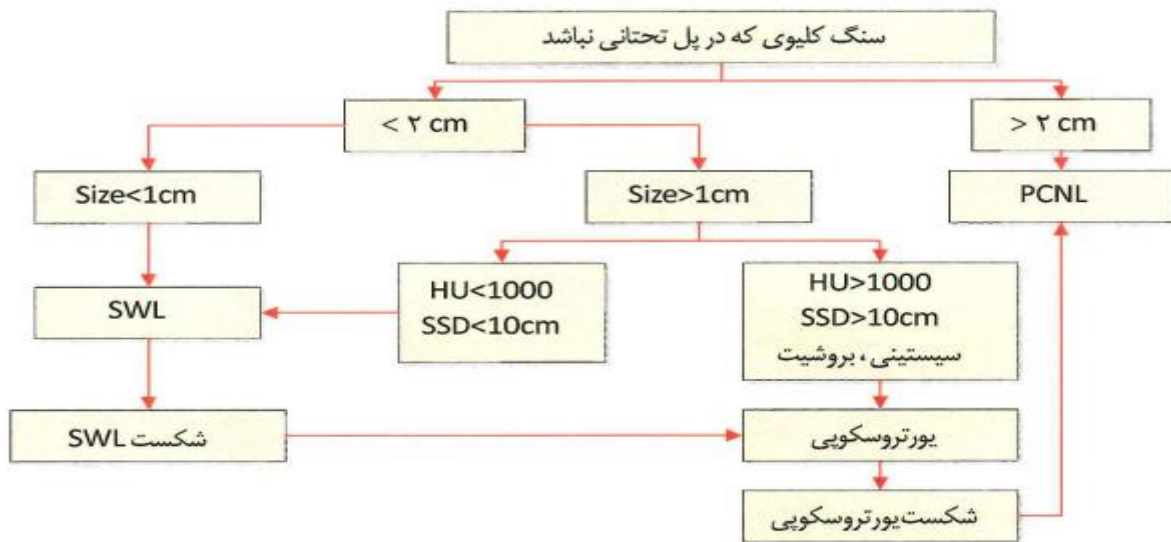 سنگ کلیوی که در پل تحتانی نباشد
< ۲ cm
> ۲ cm
Size<1cm
Size>1cm
PCNL
SWL
HU<1000
SSD<10cm
HU>1000
SSD>10cm
سیستینی ، بروشیت
شکست SWL
یورتروسکوپی
شکست یورتروسکوپی